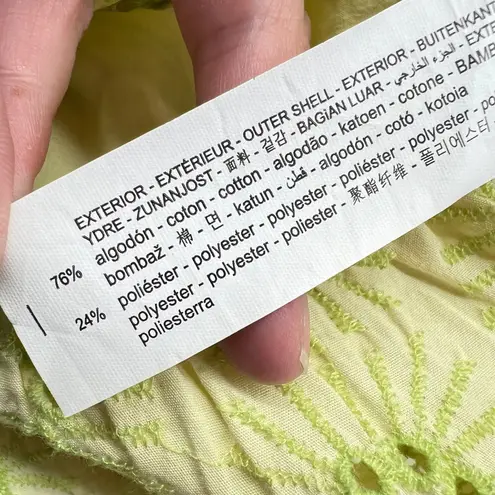 EXTERIOR - EXTÉRIEUR - OUTER SHELL - EXTERIOR - BUITENKANT
YDRE - ZUNANJOST - 面料 - 겉감 - BAGIAN LUAR - الجزء الخارجي - EXTER
76% algodón - coton - cotton - algodão - katoen - cotone - BAM
bombaž - 棉 - 면 - katun - قطن - algodón - cotó - kotoia
24% poliéster - polyester - polyester - poliéster - polyester - po
polyester - polyester - poliester - 聚酯纤维 - 폴리에스터
poliesterra